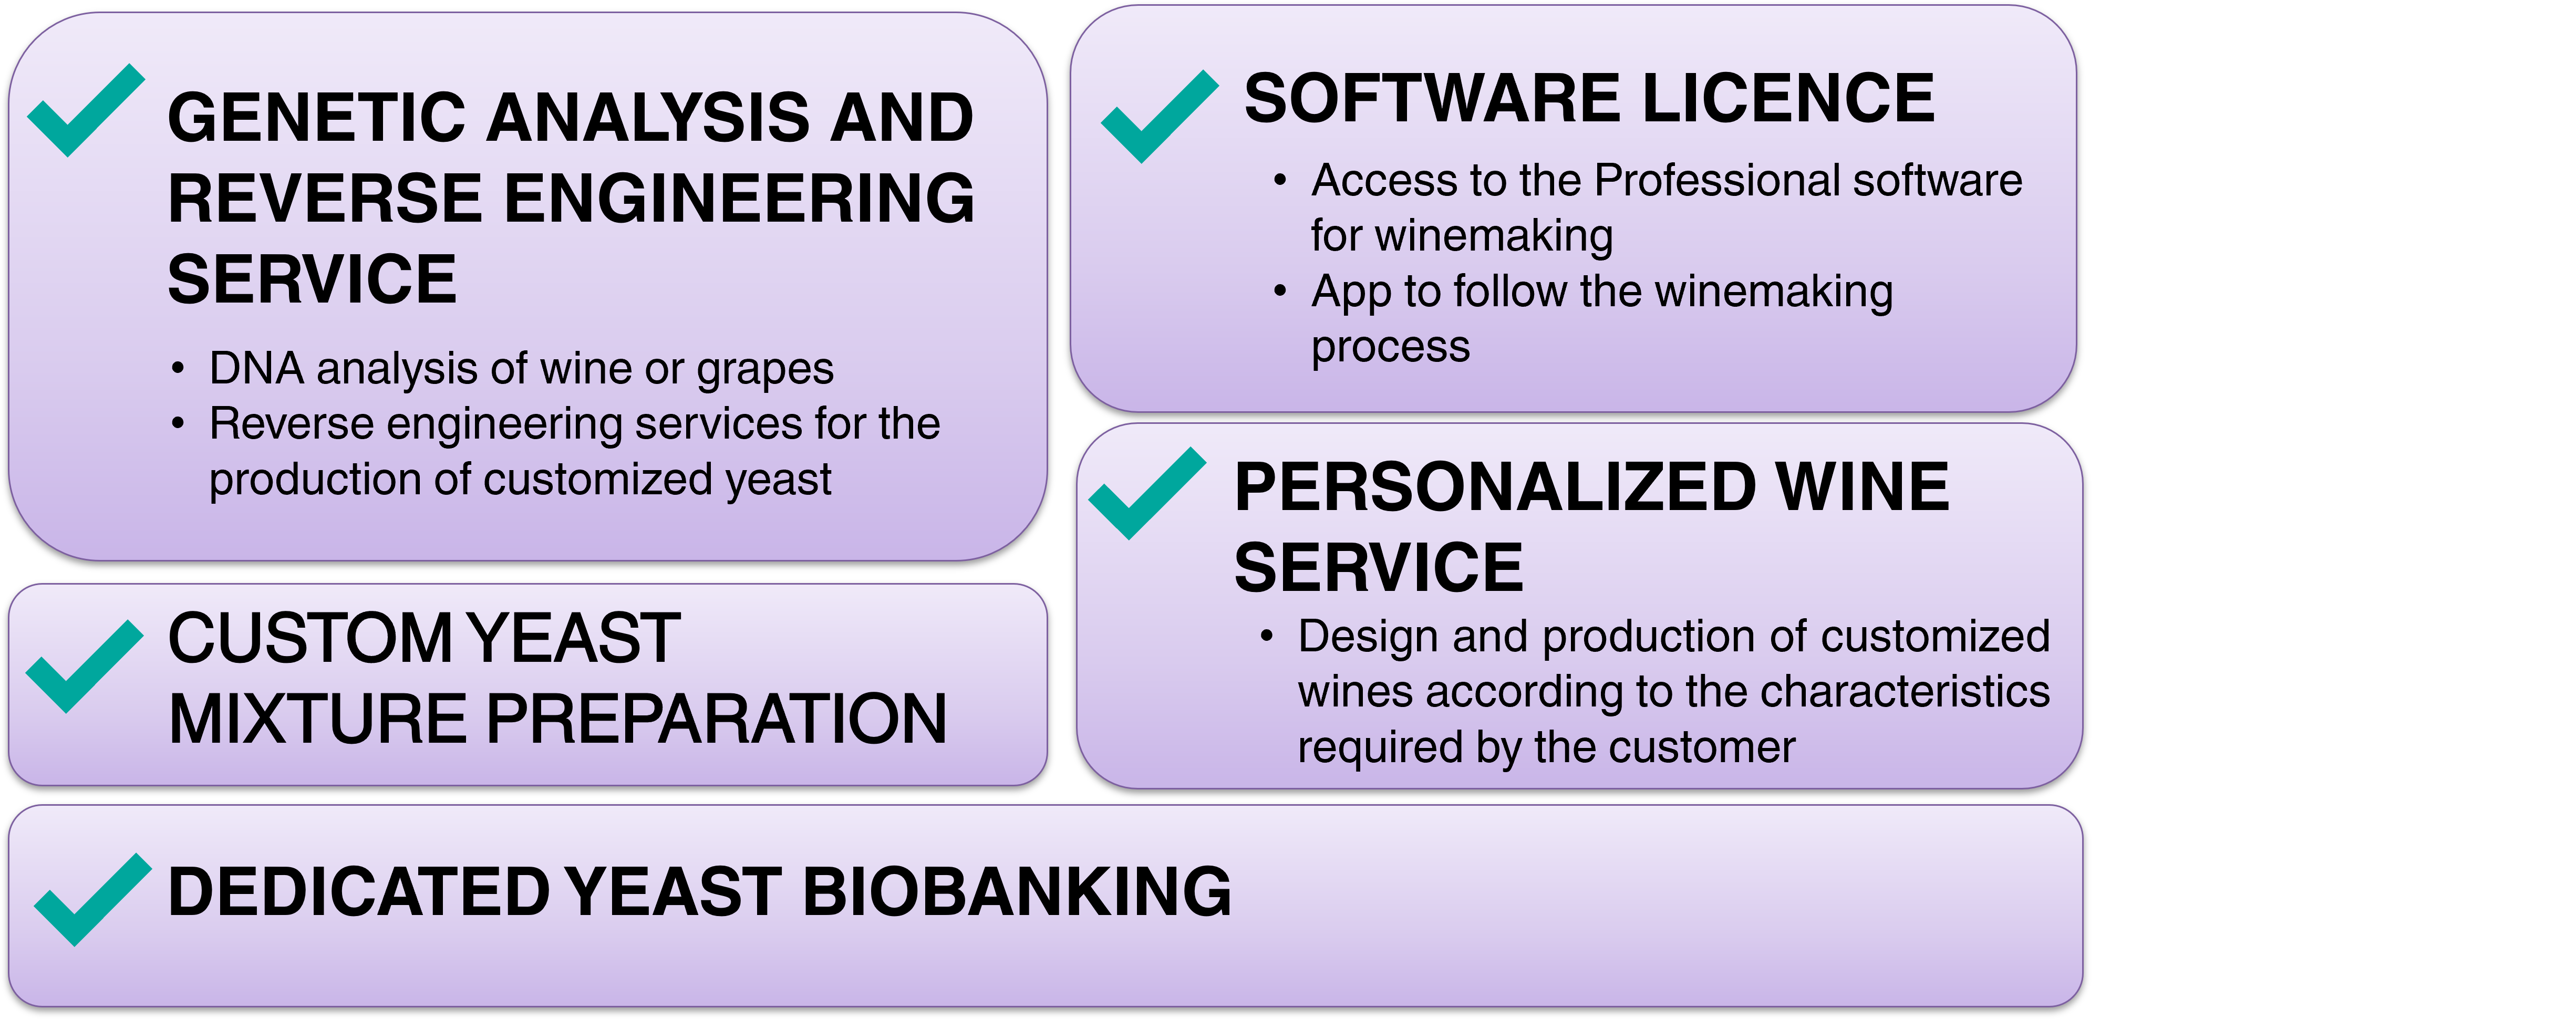 GENETIC ANALYSIS AND
REVERSE ENGINEERING
SERVICE
• DNA analysis of wine or grapes
• Reverse engineering services for the
production of customized yeast
CUSTOM YEAST
MIXTURE PREPARATION
SOFTWARE LICENCE
• Access to the Professional software
for winemaking
• App to follow the winemaking
process
PERSONALIZED WINE
SERVICE
• Design and production of customized
wines according to the characteristics
required by the customer
DEDICATED YEAST BIOBANKING